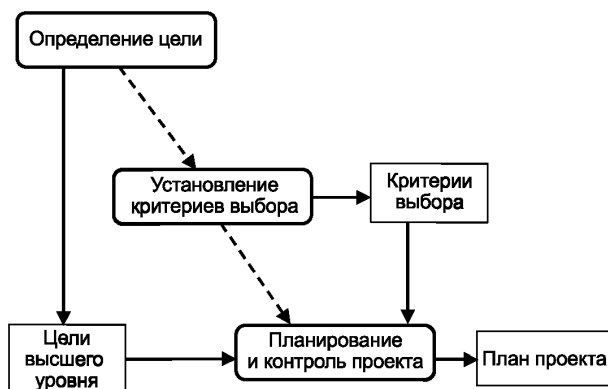 Определение цели
Установление
критериев выбора
Критерии
выбора
Цели
высшего
уровня
Планирование
и контроль проекта
План проекта